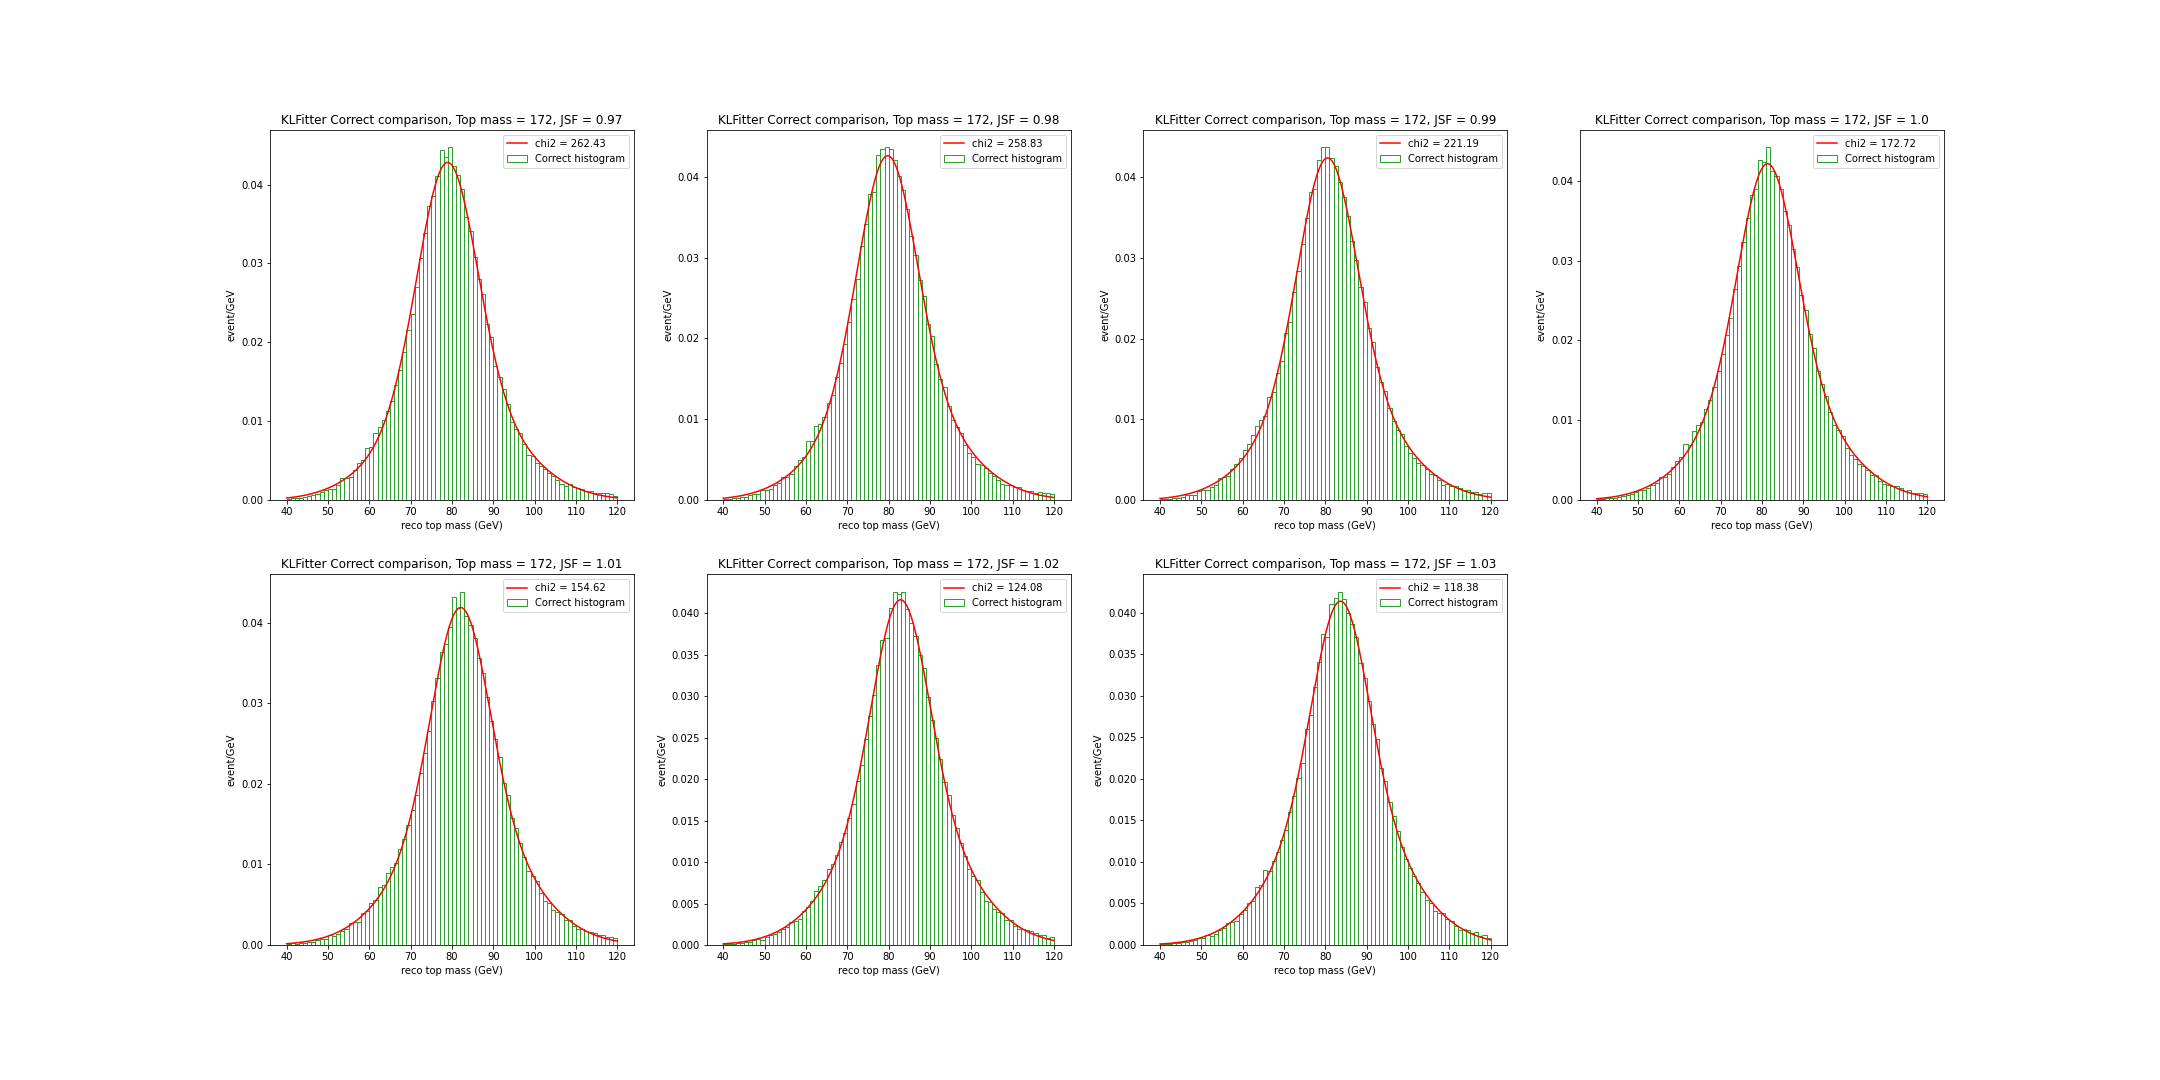 KLFitter Correct comparison, Top mass = 172, JSF = 0.97
chi2 = 262.43
Correct histogram
event/GeV
0.04
0.03
0.02
0.01
0.00
40 50 60 70 80 90 100 110 120
reco top mass (GeV)
KLFitter Correct comparison, Top mass = 172, JSF = 0.98
chi2 = 258.83
Correct histogram
event/GeV
0.04
0.03
0.02
0.01
0.00
40 50 60 70 80 90 100 110 120
reco top mass (GeV)
KLFitter Correct comparison, Top mass = 172, JSF = 0.99
chi2 = 221.19
Correct histogram
event/GeV
0.04
0.03
0.02
0.01
0.00
40 50 60 70 80 90 100 110 120
reco top mass (GeV)
KLFitter Correct comparison, Top mass = 172, JSF = 1.0
chi2 = 172.72
Correct histogram
event/GeV
0.04
0.03
0.02
0.01
0.00
40 50 60 70 80 90 100 110 120
reco top mass (GeV)
KLFitter Correct comparison, Top mass = 172, JSF = 1.01
chi2 = 154.62
Correct histogram
event/GeV
0.04
0.03
0.02
0.01
0.00
40 50 60 70 80 90 100 110 120
reco top mass (GeV)
KLFitter Correct comparison, Top mass = 172, JSF = 1.02
chi2 = 124.08
Correct histogram
event/GeV
0.040
0.035
0.030
0.025
0.020
0.015
0.010
0.005
0.000
40 50 60 70 80 90 100 110 120
reco top mass (GeV)
KLFitter Correct comparison, Top mass = 172, JSF = 1.03
chi2 = 118.38
Correct histogram
event/GeV
0.040
0.035
0.030
0.025
0.020
0.015
0.010
0.005
0.000
40 50 60 70 80 90 100 110 120
reco top mass (GeV)